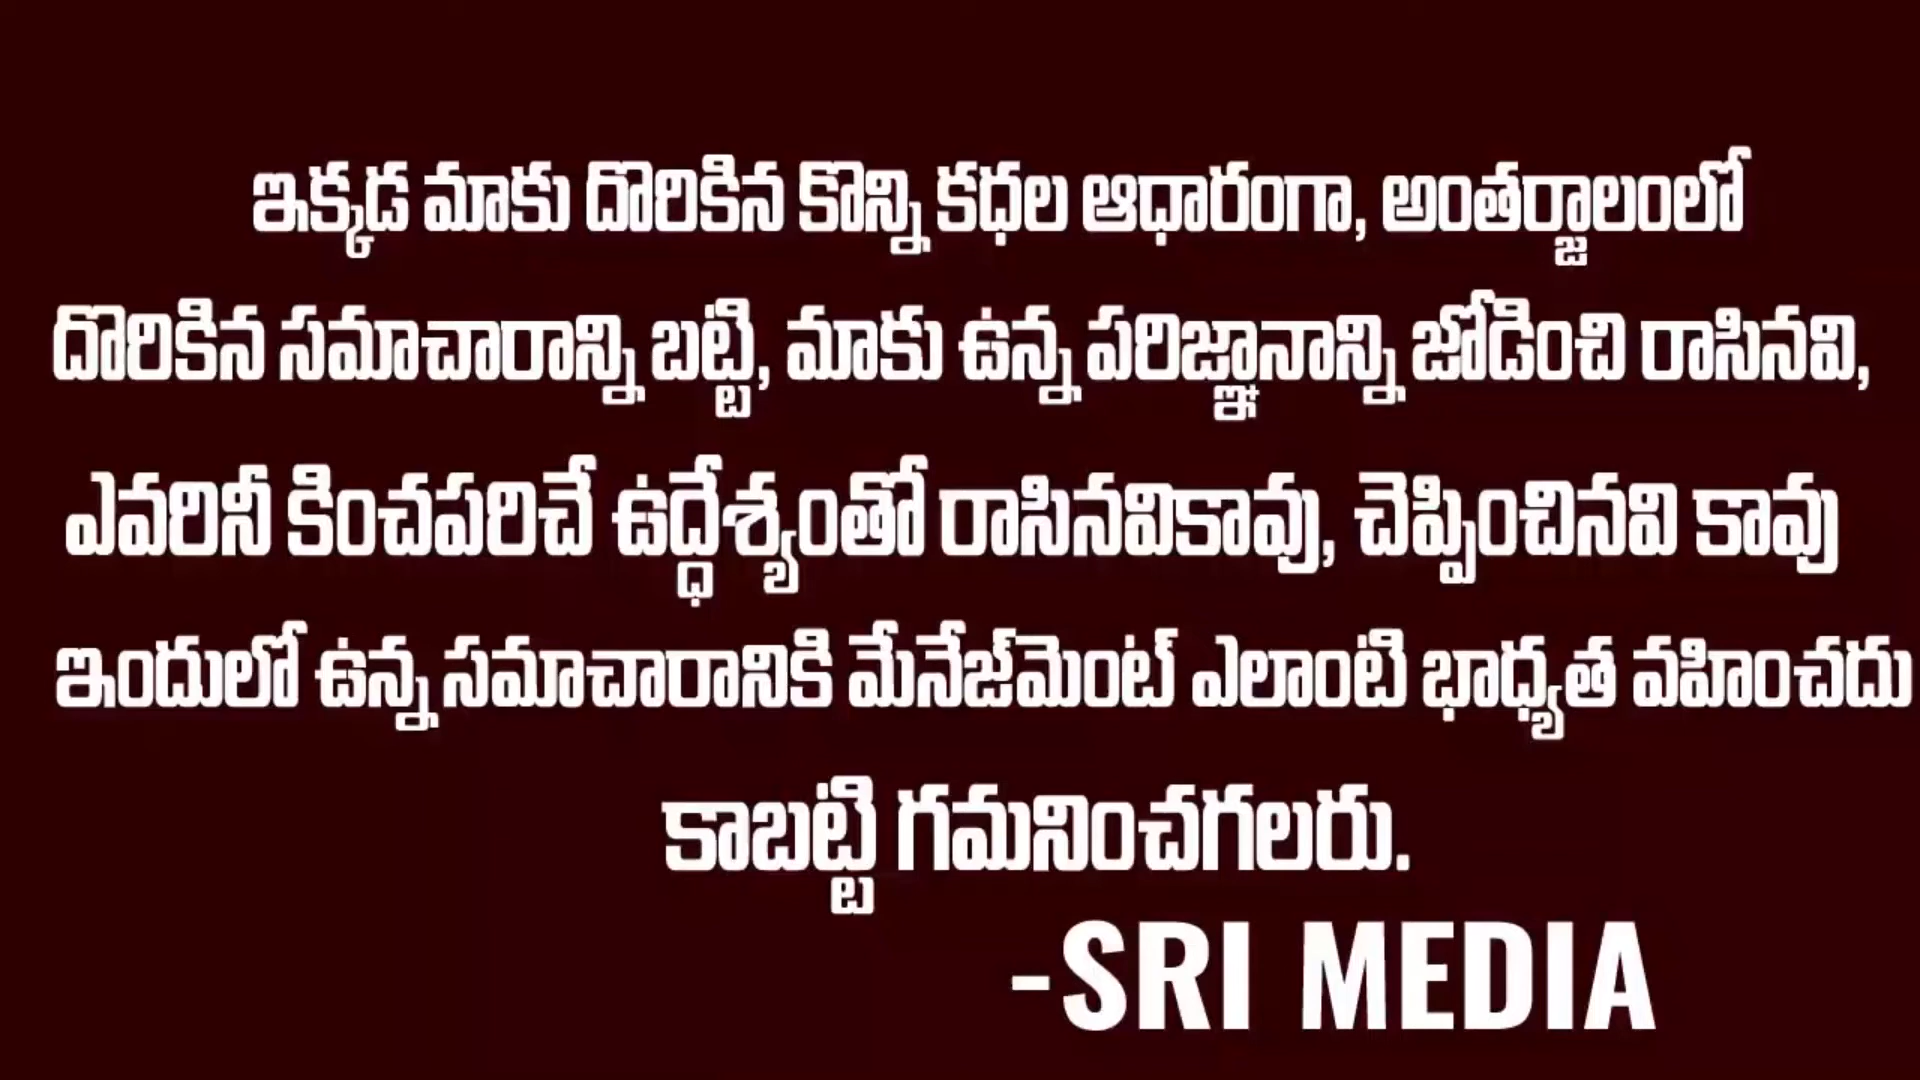 ఇక్కడ మాకు దొరికిన కొన్ని కధల ఆధారంగా, అంతర్జాలంలో
దొరికిన సమాచారాన్ని బట్టి, మాకు ఉన్న పరిజ్ఞానాన్ని జోడించి రాసినవి,
ఎవరినీ కించపరిచే ఉద్ధేశ్యంతో రాసినవికావు, చెప్పించినవి కావు
ఇందులో ఉన్న సమాచారానికి మేనేజ్‌మెంట్ ఎలాంటి భాధ్యత వహించదు
కాబట్టి గమనించగలరు.
-SRI MEDIA